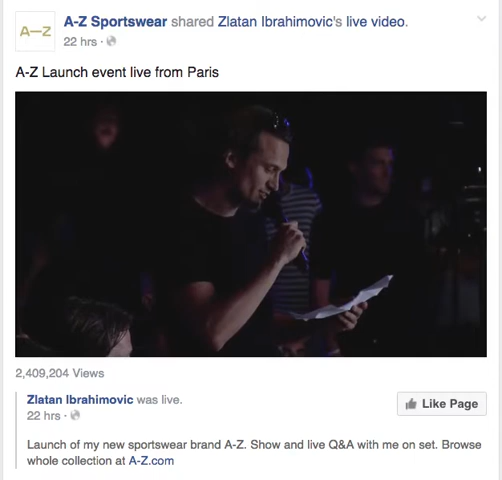 A—Z
A-Z Sportswear shared Zlatan Ibrahimovic's live video.
22 hrs ·
A-Z Launch event live from Paris
2,409,204 Views
Zlatan Ibrahimovic was live.
22 hrs ·
Like Page
Launch of my new sportswear brand A-Z. Show and live Q&A with me on set. Browse
whole collection at A-Z.com